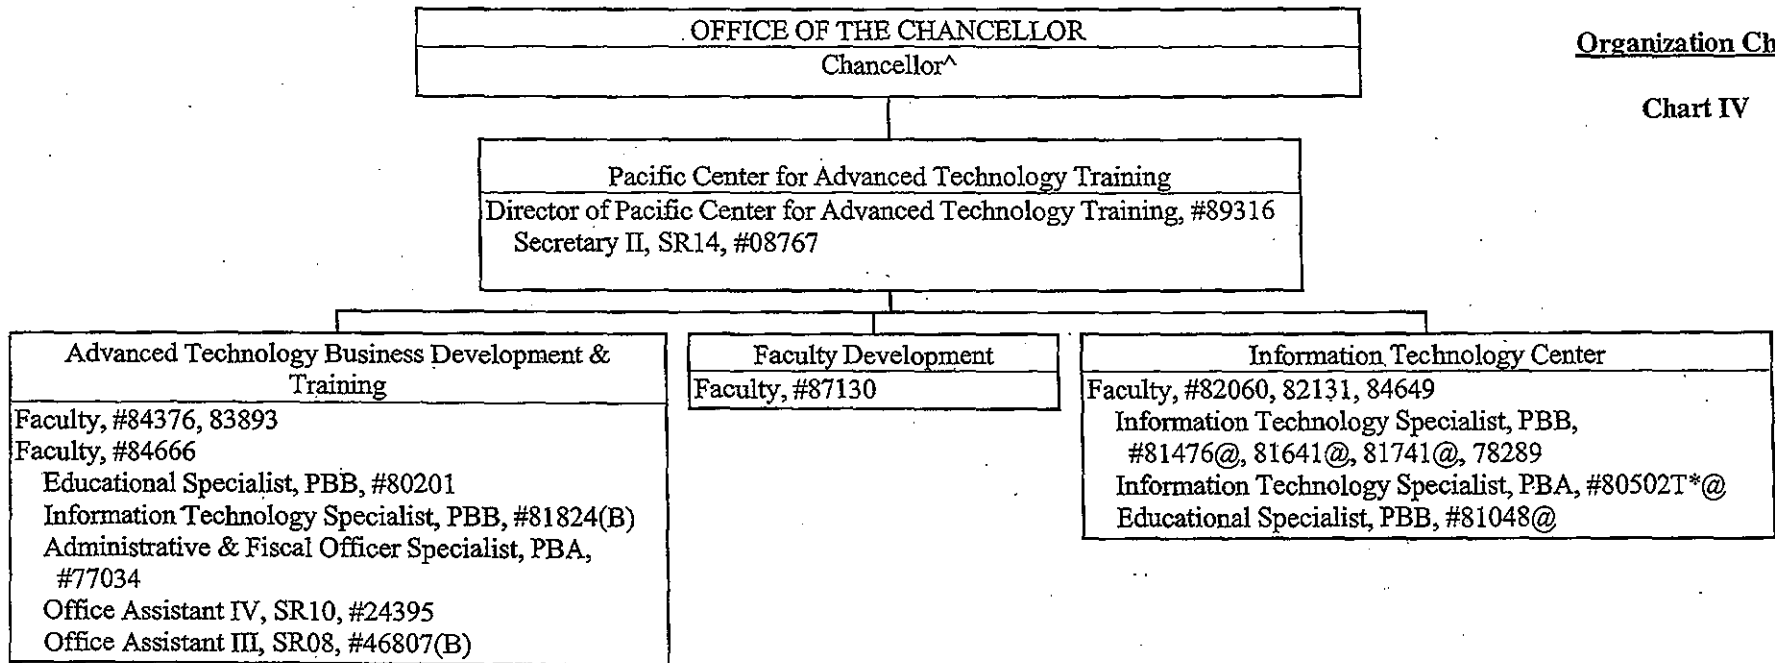 OFFICE OF THE CHANCELLOR
Chancellor^
Organization Ch
Chart IV
Pacific Center for Advanced Technology Training
Director of Pacific Center for Advanced Technology Training, #89316
Secretary II, SR14, #08767
Advanced Technology Business Development &
Training
Faculty, #84376, 83893
Faculty, #84666
Educational Specialist, PBB, #80201
Information Technology Specialist, PBB, #81824(B)
Administrative & Fiscal Officer Specialist, PBA,
#77034
Office Assistant IV, SR10, #24395
Office Assistant III, SR08, #46807(B)
Faculty Development
Faculty, #87130
Information Technology Center
Faculty, #82060, 82131, 84649
Information Technology Specialist, PBB,
#81476@, 81641@, 81741@, 78289
Information Technology Specialist, PBA, #80502T*@
Educational Specialist, PBB, #81048@